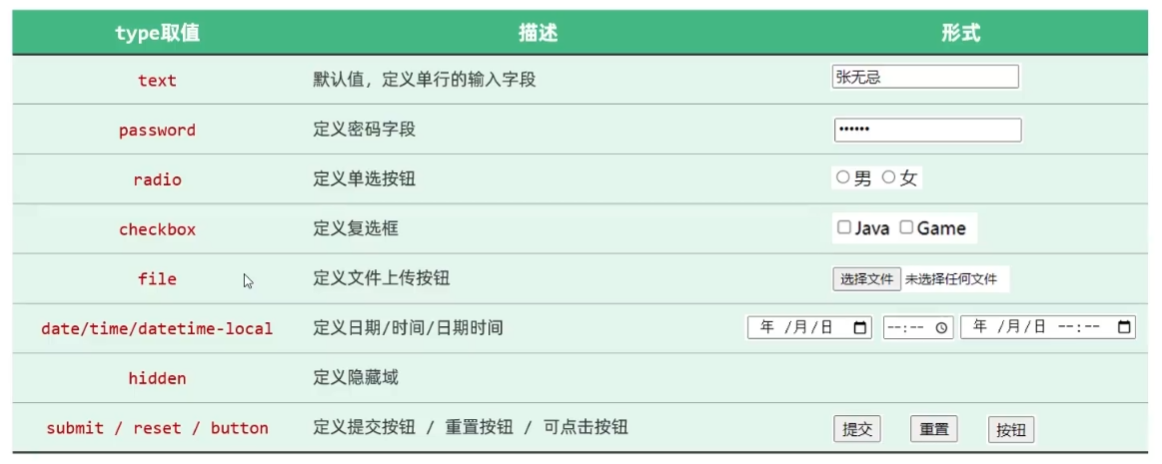 type取值 描述 形式
text 默认值，定义单行的输入字段 张无忌
password 定义密码字段 ••••••
radio 定义单选按钮 男 女
checkbox 定义复选框 Java Game
file 定义文件上传按钮 选择文件 未选择任何文件
date/time/datetime-local 定义日期/时间/日期时间 年 /月/日 --:-- 年 /月/日 --:--
hidden 定义隐藏域
submit / reset / button 定义提交按钮 / 重置按钮 / 可点击按钮 提交 重置 按钮